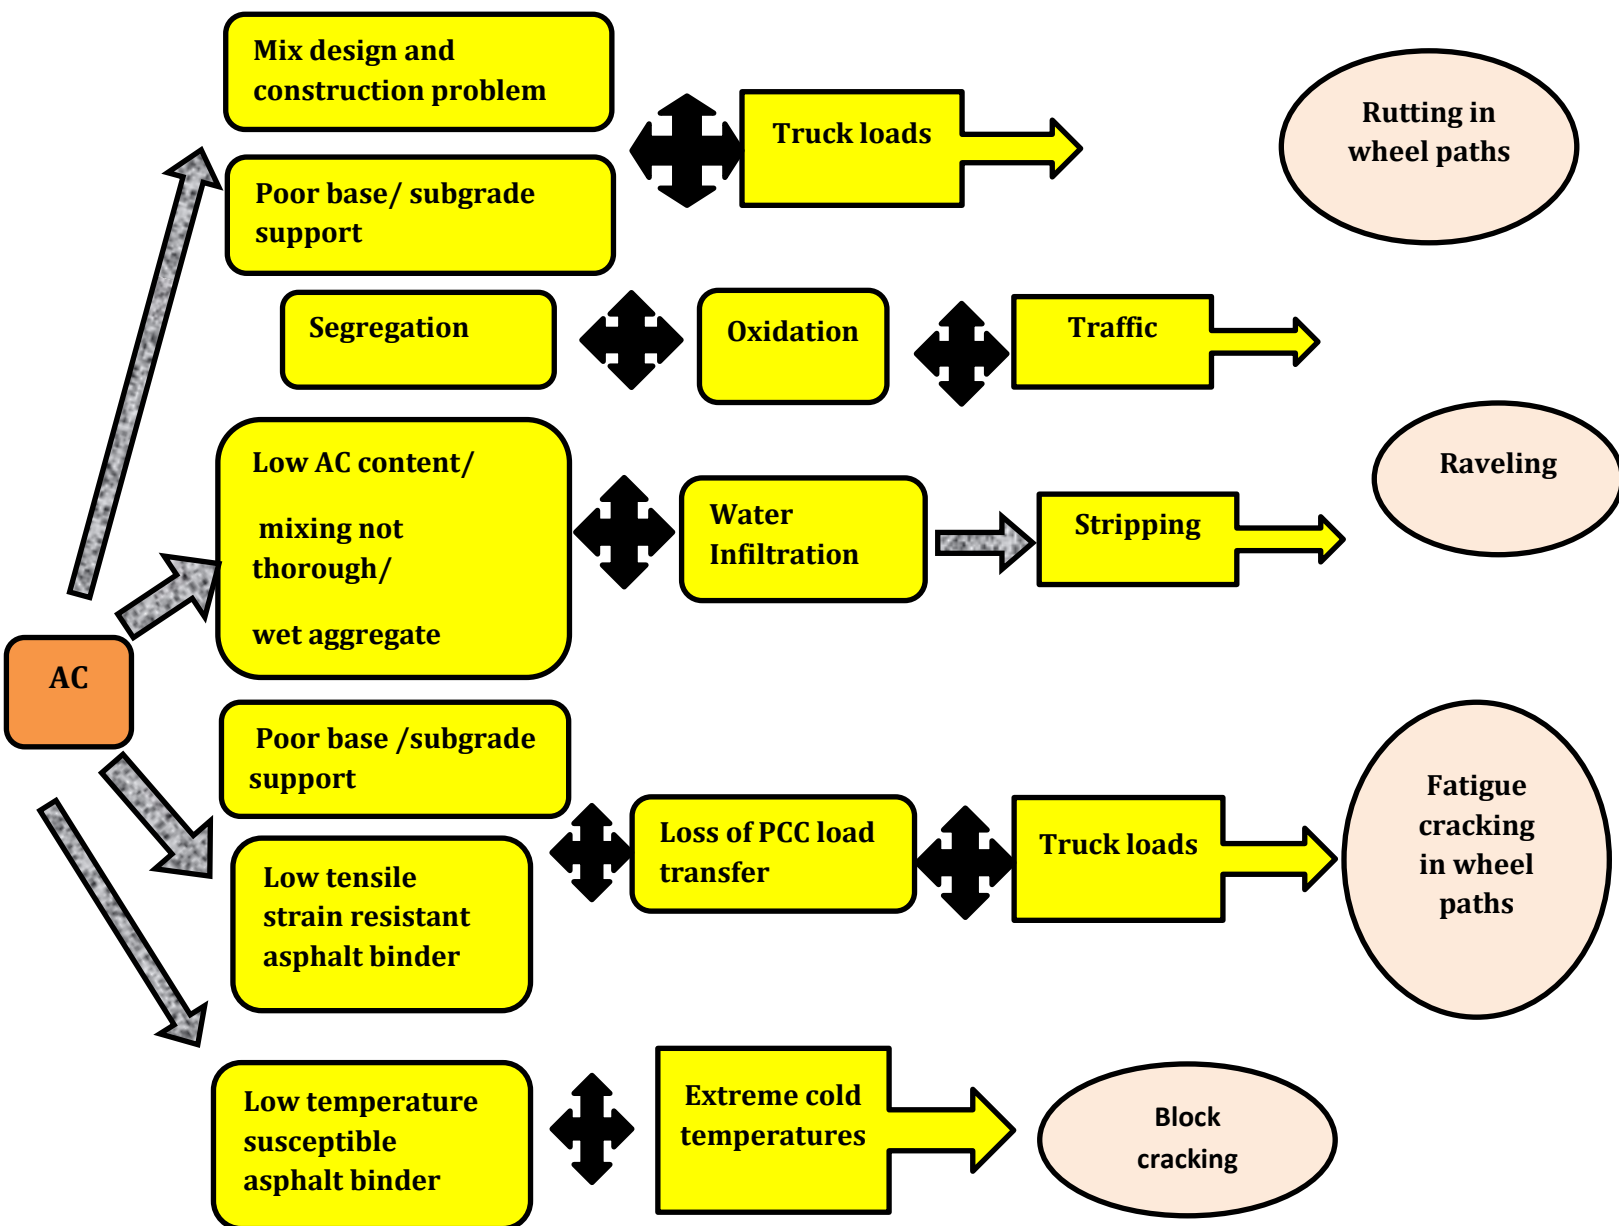 Mix design and
construction problem
Truck loads
Rutting in
wheel paths
Poor base/ subgrade
support
Segregation
Oxidation
Traffic
Low AC content/
mixing not
thorough/
wet aggregate
Water
Infiltration
Stripping
Raveling
AC
Poor base /subgrade
support
Low tensile
strain resistant
asphalt binder
Loss of PCC load
transfer
Truck loads
Fatigue
cracking
in wheel
paths
Low temperature
susceptible
asphalt binder
Extreme cold
temperatures
Block
cracking